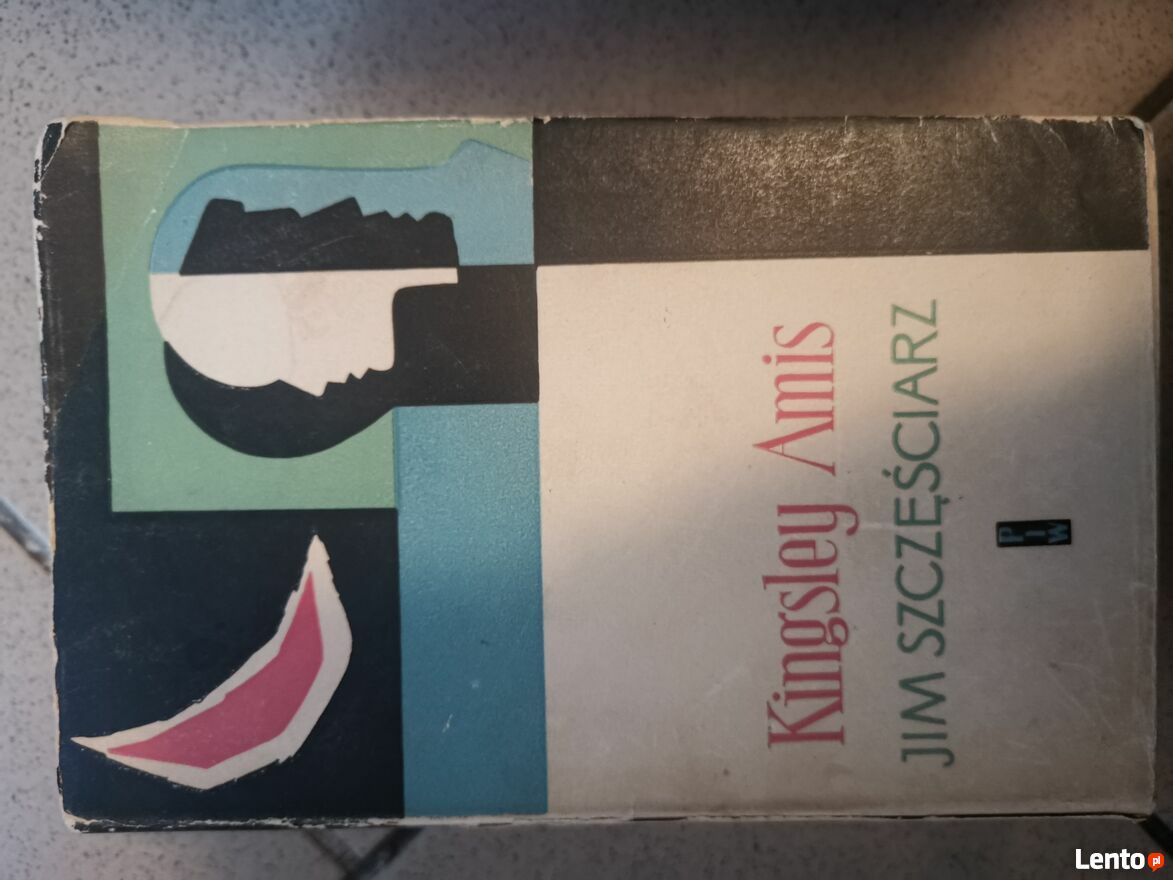 Kingsley Amis
JIM SZCZĘŚCIARZ
PIW
Lento.pl